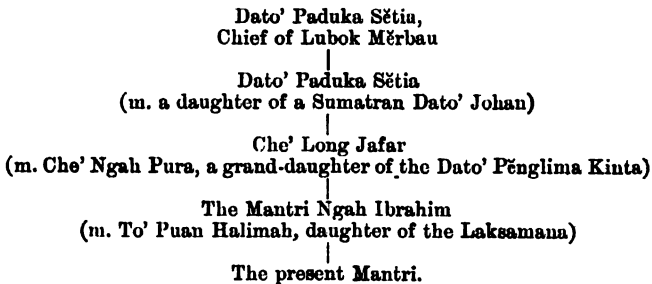 Dato' Paduka Sĕtia,
Chief of Lubok Mĕrbau
Dato' Paduka Sĕtia
(m. a daughter of a Sumatran Dato' Johan)
Che' Long Jafar
(m. Che' Ngah Pura, a grand-daughter of the Dato' Pĕnglima Kinta)
The Mantri Ngah Ibrahim
(m. To' Puan Halimah, daughter of the Laksamana)
The present Mantri.